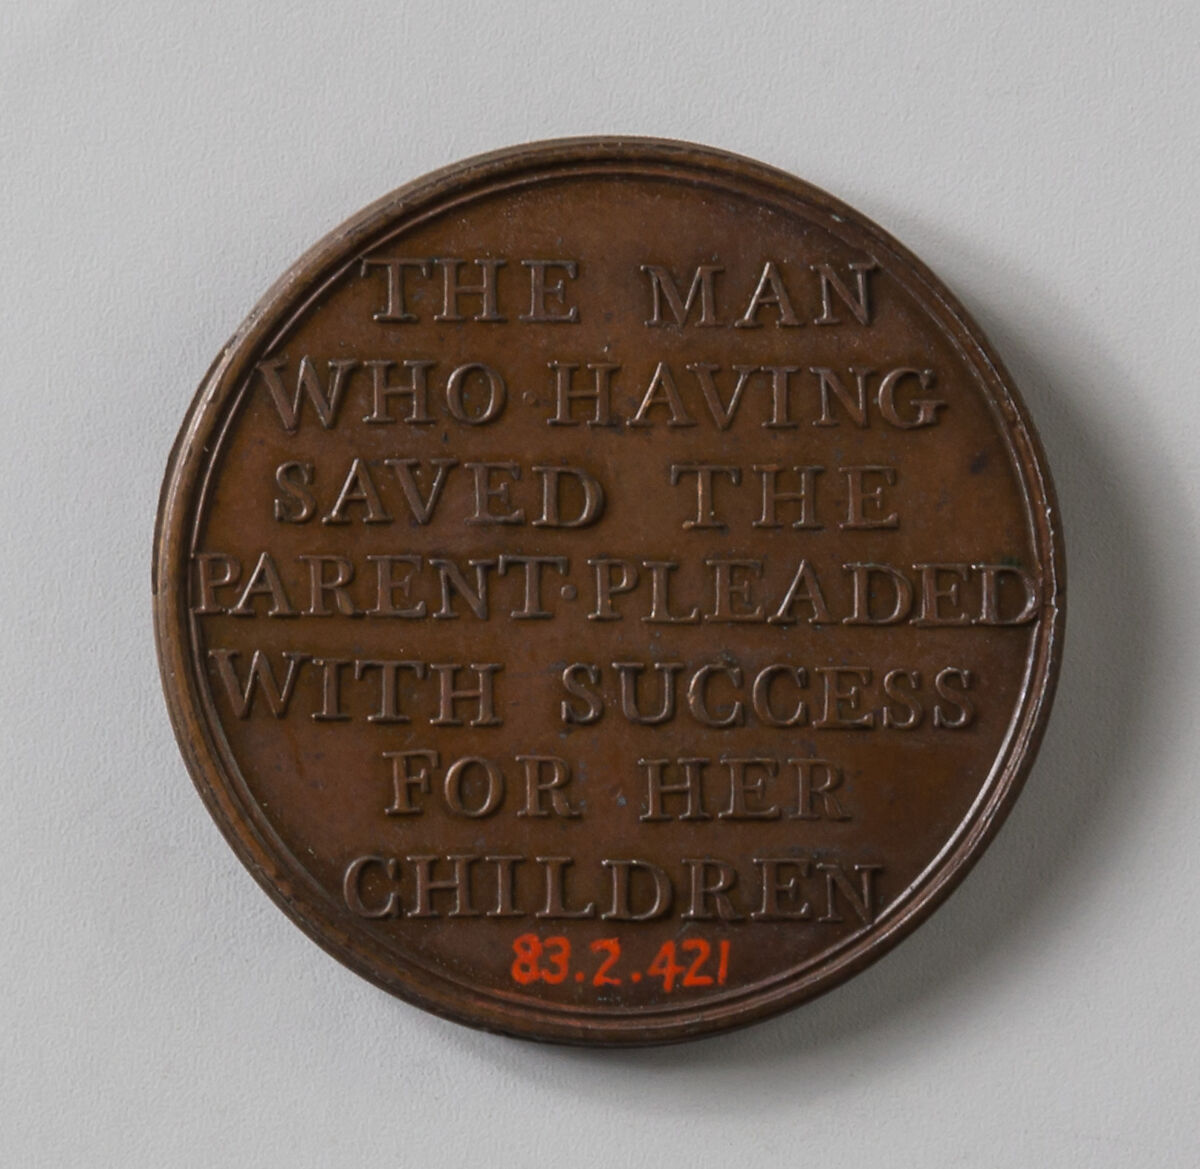 THE MAN
WHO·HAVING
SAVED THE
PARENT·PLEADED
WITH SUCCESS
FOR HER
CHILDREN
83.2.421